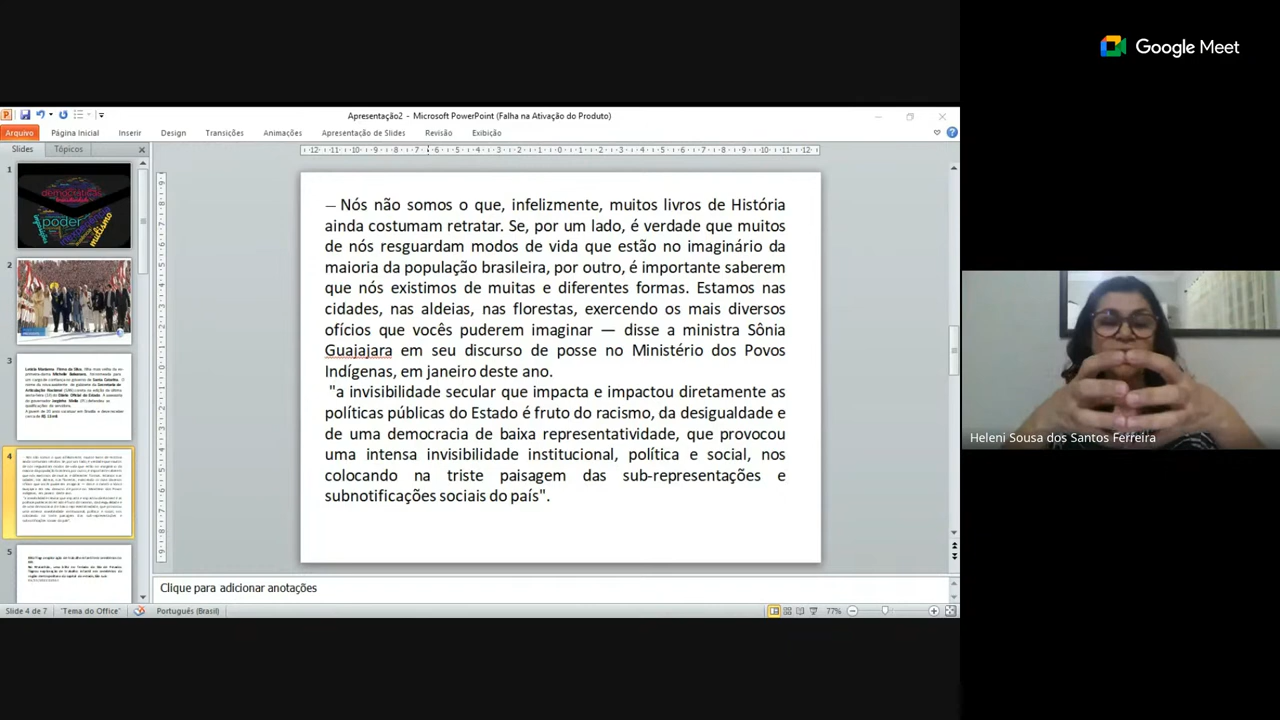 Google Meet
Apresentação2 - Microsoft PowerPoint (Falha na Ativação do Produto)
Arquivo Página Inicial Inserir Design Transições Animações Apresentação de Slides Revisão Exibição
Slides Tópicos
— Nós não somos o que, infelizmente, muitos livros de História
ainda costumam retratar. Se, por um lado, é verdade que muitos
de nós resguardam modos de vida que estão no imaginário da
maioria da população brasileira, por outro, é importante saberem
que nós existimos de muitas e diferentes formas. Estamos nas
cidades, nas aldeias, nas florestas, exercendo os mais diversos
ofícios que vocês puderem imaginar — disse a ministra Sônia
Guajajara em seu discurso de posse no Ministério dos Povos
Indígenas, em janeiro deste ano.
"a invisibilidade secular que impacta e impactou diretamente as
políticas públicas do Estado é fruto do racismo, da desigualdade e
de uma democracia de baixa representatividade, que provocou
uma intensa invisibilidade institucional, política e social, nos
colocando na triste paisagem das sub-representações e
subnotificações sociais do país".
1
poder
2
3
4
5
Heleni Sousa dos Santos Ferreira
Clique para adicionar anotações
Slide 4 de 7 "Tema do Office" Português (Brasil) 77%